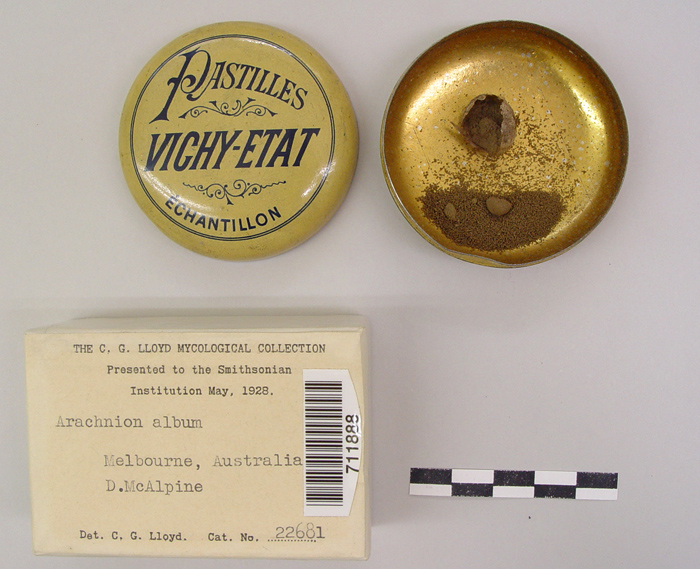 PASTILLES
VICHY-ETAT
ECHANTILLON
THE C. G. LLOYD MYCOLOGICAL COLLECTION
Presented to the Smithsonian
Institution May, 1928.
Arachnion album
Melbourne, Australia
D.McAlpine
Det. C. G. Lloyd. Cat. No. 22681
711888